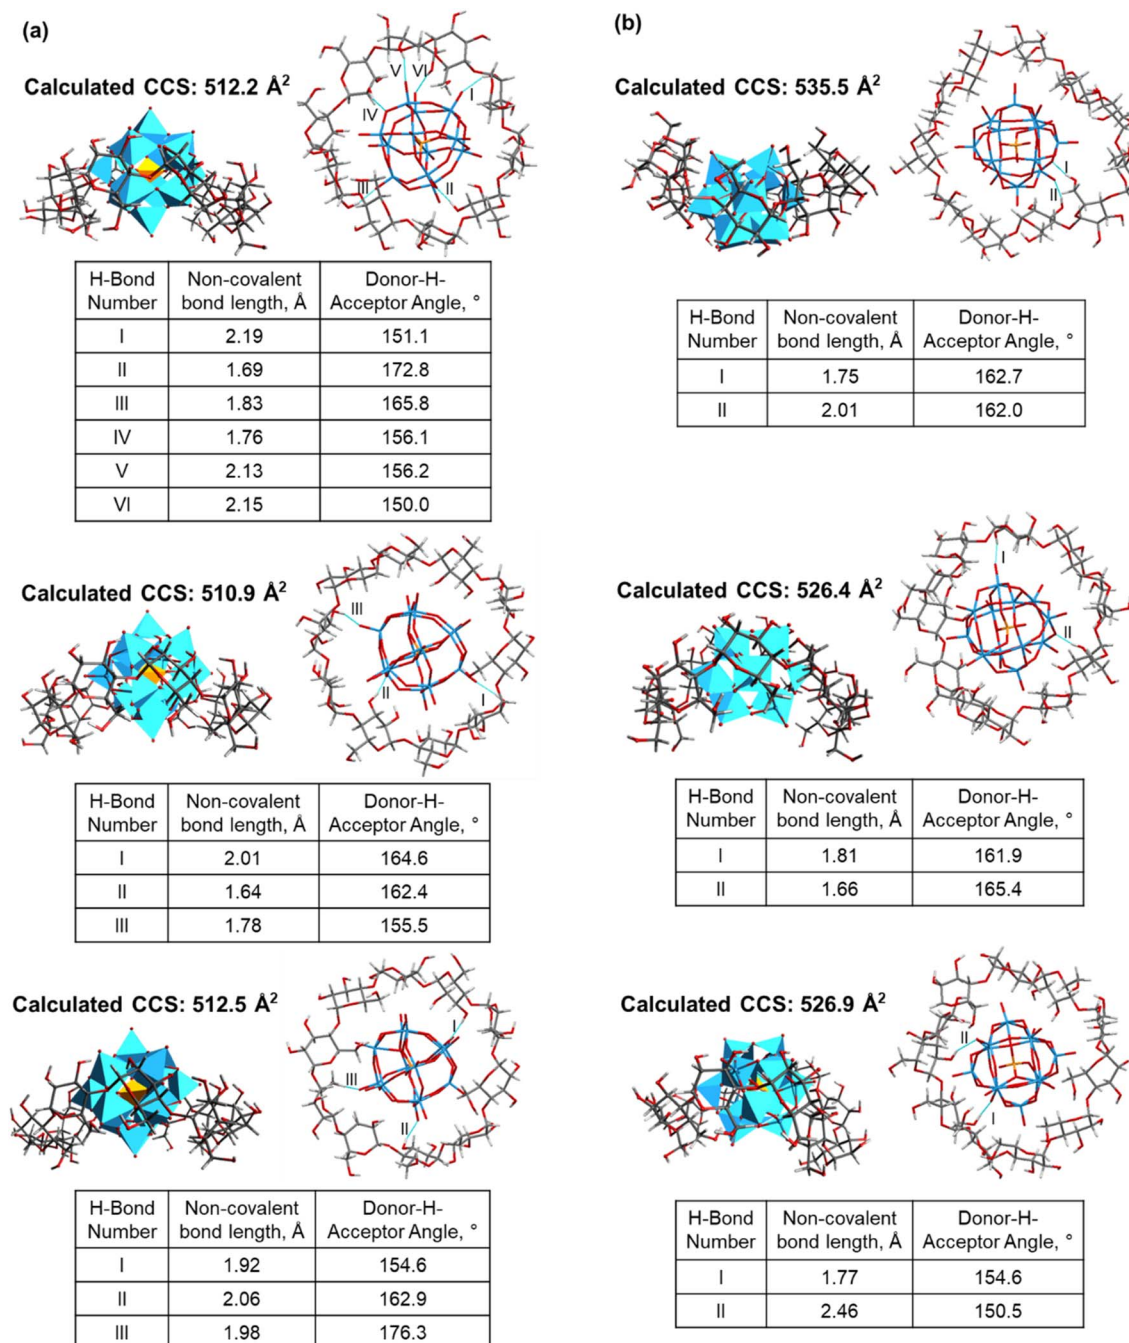 (a)
Calculated CCS: 512.2 Å²
I
II
III
IV
V
VI
H-Bond Number | Non-covalent bond length, Å | Donor-H-Acceptor Angle, °
I | 2.19 | 151.1
II | 1.69 | 172.8
III | 1.83 | 165.8
IV | 1.76 | 156.1
V | 2.13 | 156.2
VI | 2.15 | 150.0
Calculated CCS: 510.9 Å²
III
II
I
H-Bond Number | Non-covalent bond length, Å | Donor-H-Acceptor Angle, °
I | 2.01 | 164.6
II | 1.64 | 162.4
III | 1.78 | 155.5
Calculated CCS: 512.5 Å²
I
III
II
H-Bond Number | Non-covalent bond length, Å | Donor-H-Acceptor Angle, °
I | 1.92 | 154.6
II | 2.06 | 162.9
III | 1.98 | 176.3
(b)
Calculated CCS: 535.5 Å²
I
II
H-Bond Number | Non-covalent bond length, Å | Donor-H-Acceptor Angle, °
I | 1.75 | 162.7
II | 2.01 | 162.0
Calculated CCS: 526.4 Å²
I
II
H-Bond Number | Non-covalent bond length, Å | Donor-H-Acceptor Angle, °
I | 1.81 | 161.9
II | 1.66 | 165.4
Calculated CCS: 526.9 Å²
II
I
H-Bond Number | Non-covalent bond length, Å | Donor-H-Acceptor Angle, °
I | 1.77 | 154.6
II | 2.46 | 150.5